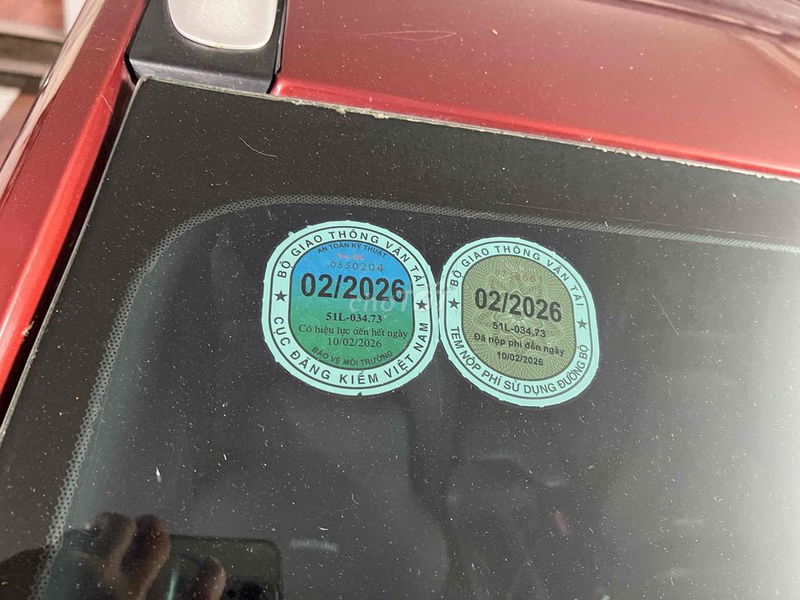 BỘ GIAO THÔNG VẬN TẢI
AN TOÀN KỸ THUẬT
0550204
02/2026
51L-034.73
Có hiệu lực đến hết ngày
10/02/2026
BẢO VỆ MÔI TRƯỜNG
CỤC ĐĂNG KIỂM VIỆT NAM
BỘ GIAO THÔNG VẬN TẢI
02/2026
51L-034.73
Đã nộp phí đến ngày
10/02/2026
TEM NỘP PHÍ SỬ DỤNG ĐƯỜNG BỘ